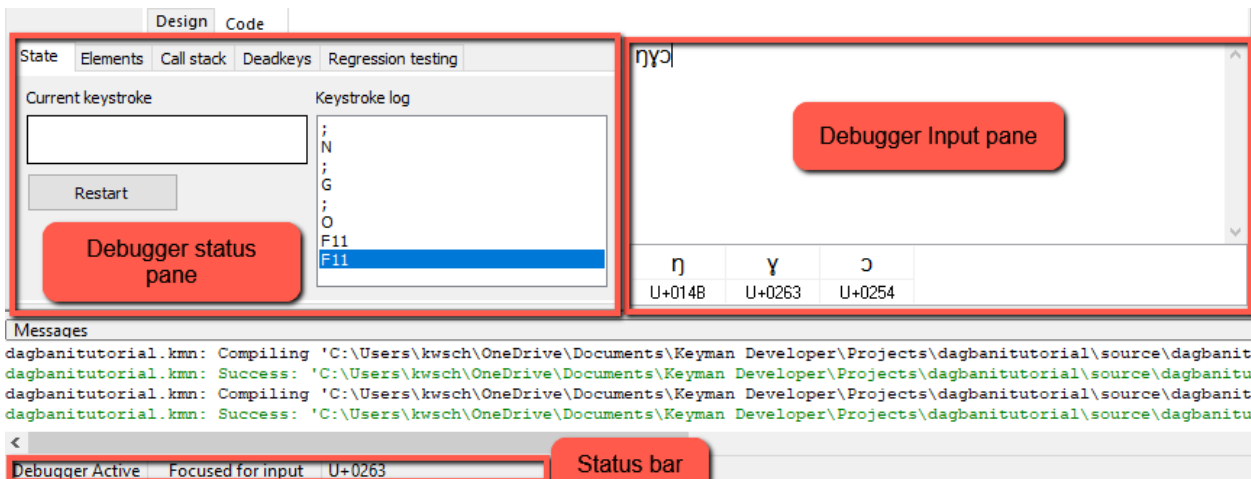 Design Code
State Elements Call stack Deadkeys Regression testing
Current keystroke
Keystroke log
;
N
;
G
;
O
F11
F11
Restart
Debugger status
pane
ŋɣɔ
Debugger Input pane
ŋ ɣ ɔ
U+014B U+0263 U+0254
Messages
dagbanitutorial.kmn: Compiling 'C:\Users\kwsch\OneDrive\Documents\Keyman Developer\Projects\dagbanitutorial\source\dagbanit
dagbanitutorial.kmn: Success: 'C:\Users\kwsch\OneDrive\Documents\Keyman Developer\Projects\dagbanitutorial\source\dagbanitu
dagbanitutorial.kmn: Compiling 'C:\Users\kwsch\OneDrive\Documents\Keyman Developer\Projects\dagbanitutorial\source\dagbanit
dagbanitutorial.kmn: Success: 'C:\Users\kwsch\OneDrive\Documents\Keyman Developer\Projects\dagbanitutorial\source\dagbanitu
Debugger Active Focused for input U+0263
Status bar